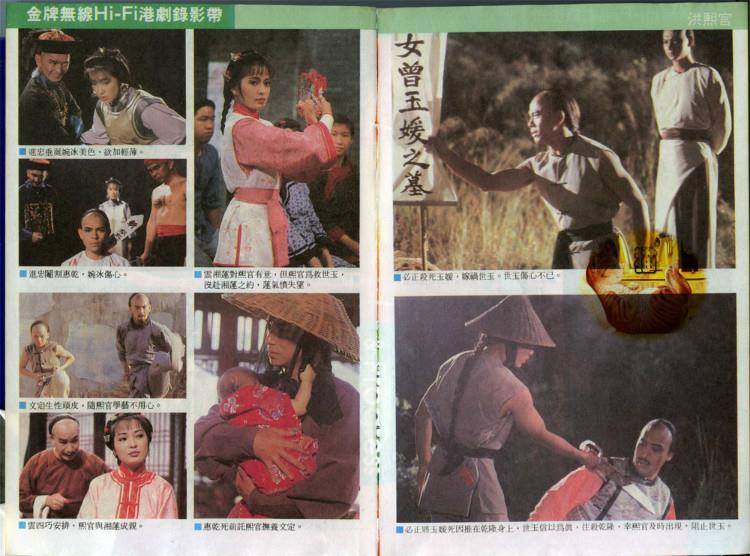 金牌無線Hi-Fi港劇錄影帶
洪熙官
進忠垂涎婉冰美色，欲加輕薄。
進忠閹割惠乾，婉冰傷心。
雲湘蓮對熙官有意，但熙官爲救世玉，
沒赴湘蓮之約，蓮氣憤失望。
文定生性頑皮，隨熙官學藝不用心。
雲四巧安排，熙官與湘蓮成親。
惠乾死前託熙官撫養文定。
女曾玉媛之墓
必正殺死玉媛，嫁禍世玉。世玉傷心不已。
必正將玉媛死因推在乾隆身上，世玉信以爲眞，往殺乾隆，幸熙官及時出現，阻止世玉。